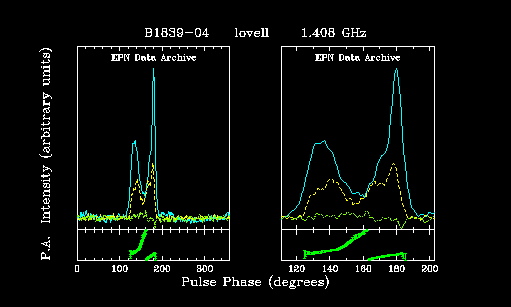 B1839-04 lovell 1.408 GHz
EPN Data Archive EPN Data Archive
P.A. Intensity (arbitrary units)
0 100 200 300 120 140 160 180 200
Pulse Phase (degrees)